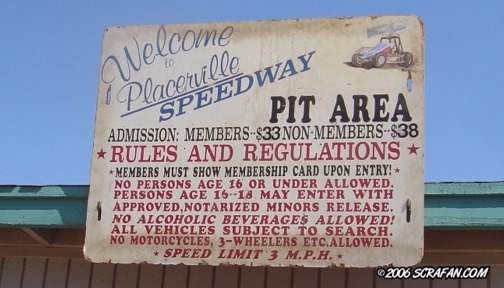 Welcome
to
Placerville
SPEEDWAY
PIT AREA
ADMISSION: MEMBERS--$33 NON-MEMBERS--$38
★ RULES AND REGULATIONS ★
★ MEMBERS MUST SHOW MEMBERSHIP CARD UPON ENTRY! ★
NO PERSONS AGE 16 OR UNDER ALLOWED.
PERSONS AGE 15-18 MAY ENTER WITH
APPROVED, NOTARIZED MINORS RELEASE.
NO ALCOHOLIC BEVERAGES ALLOWED!
ALL VEHICLES SUBJECT TO SEARCH.
NO MOTORCYCLES, 3-WHEELERS ETC. ALLOWED.
★ SPEED LIMIT 3 M.P.H. ★
©2006 SCRAFAN.COM